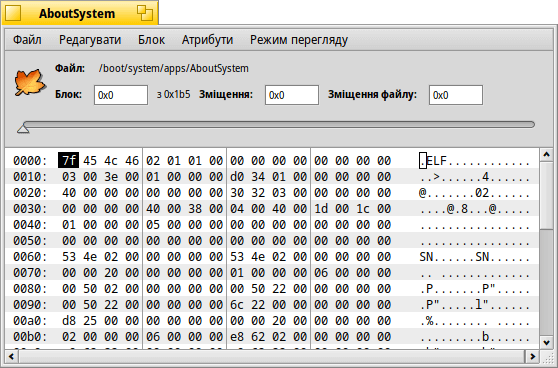 AboutSystem
Файл Редагувати Блок Атрибути Режим перегляду
Файл: /boot/system/apps/AboutSystem
Блок: 0x0 з 0x1b5 Зміщення: 0x0 Зміщення файлу: 0x0
0000: 7f 45 4c 46 02 01 01 00 00 00 00 00 00 00 00 00 .ELF............
0010: 03 00 3e 00 01 00 00 00 d0 34 01 00 00 00 00 00 ..>......4......
0020: 40 00 00 00 00 00 00 00 30 32 03 00 00 00 00 00 @.......02......
0030: 00 00 00 00 40 00 38 00 04 00 40 00 1d 00 1c 00 ....@.8...@.....
0040: 01 00 00 00 05 00 00 00 00 00 00 00 00 00 00 00 ................
0050: 00 00 00 00 00 00 00 00 00 00 00 00 00 00 00 00 ................
0060: 53 4e 02 00 00 00 00 00 53 4e 02 00 00 00 00 00 SN......SN......
0070: 00 00 20 00 00 00 00 00 01 00 00 00 06 00 00 00 .. .............
0080: 00 50 02 00 00 00 00 00 00 50 22 00 00 00 00 00 .P.......P".....
0090: 00 50 22 00 00 00 00 00 6c 22 00 00 00 00 00 00 .P".....l"......
00a0: d8 25 00 00 00 00 00 00 00 00 20 00 00 00 00 00 .%........ .....
00b0: 02 00 00 00 06 00 00 00 e8 62 02 00 00 00 00 00 .........b......